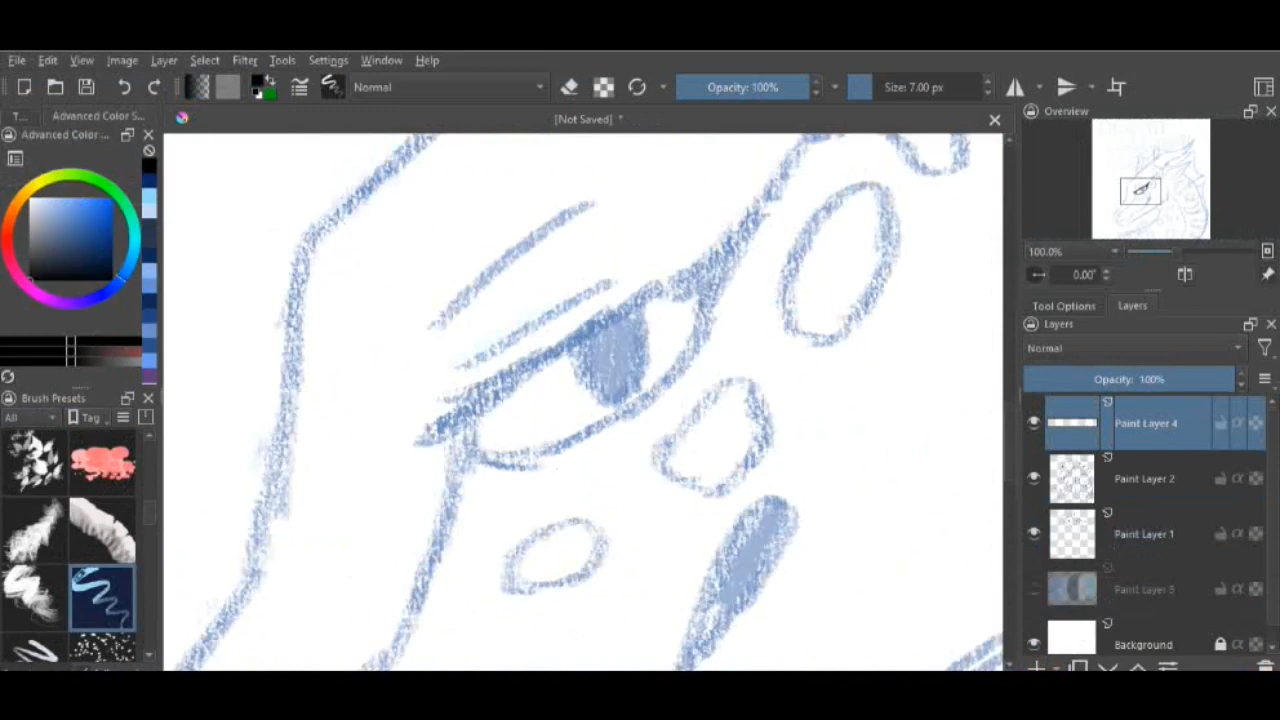 File Edit View Image Layer Select Filter Tools Settings Window Help
Normal Opacity: 100% Size: 7.00 px
T... Advanced Color S...
[Not Saved] *
Overview
Advanced Color ...
100.0%
0.00°
Tool Options Layers
Layers
Normal
Opacity: 100%
Brush Presets
All Tag
Paint Layer 4
Paint Layer 2
Paint Layer 1
Paint Layer 3
Background